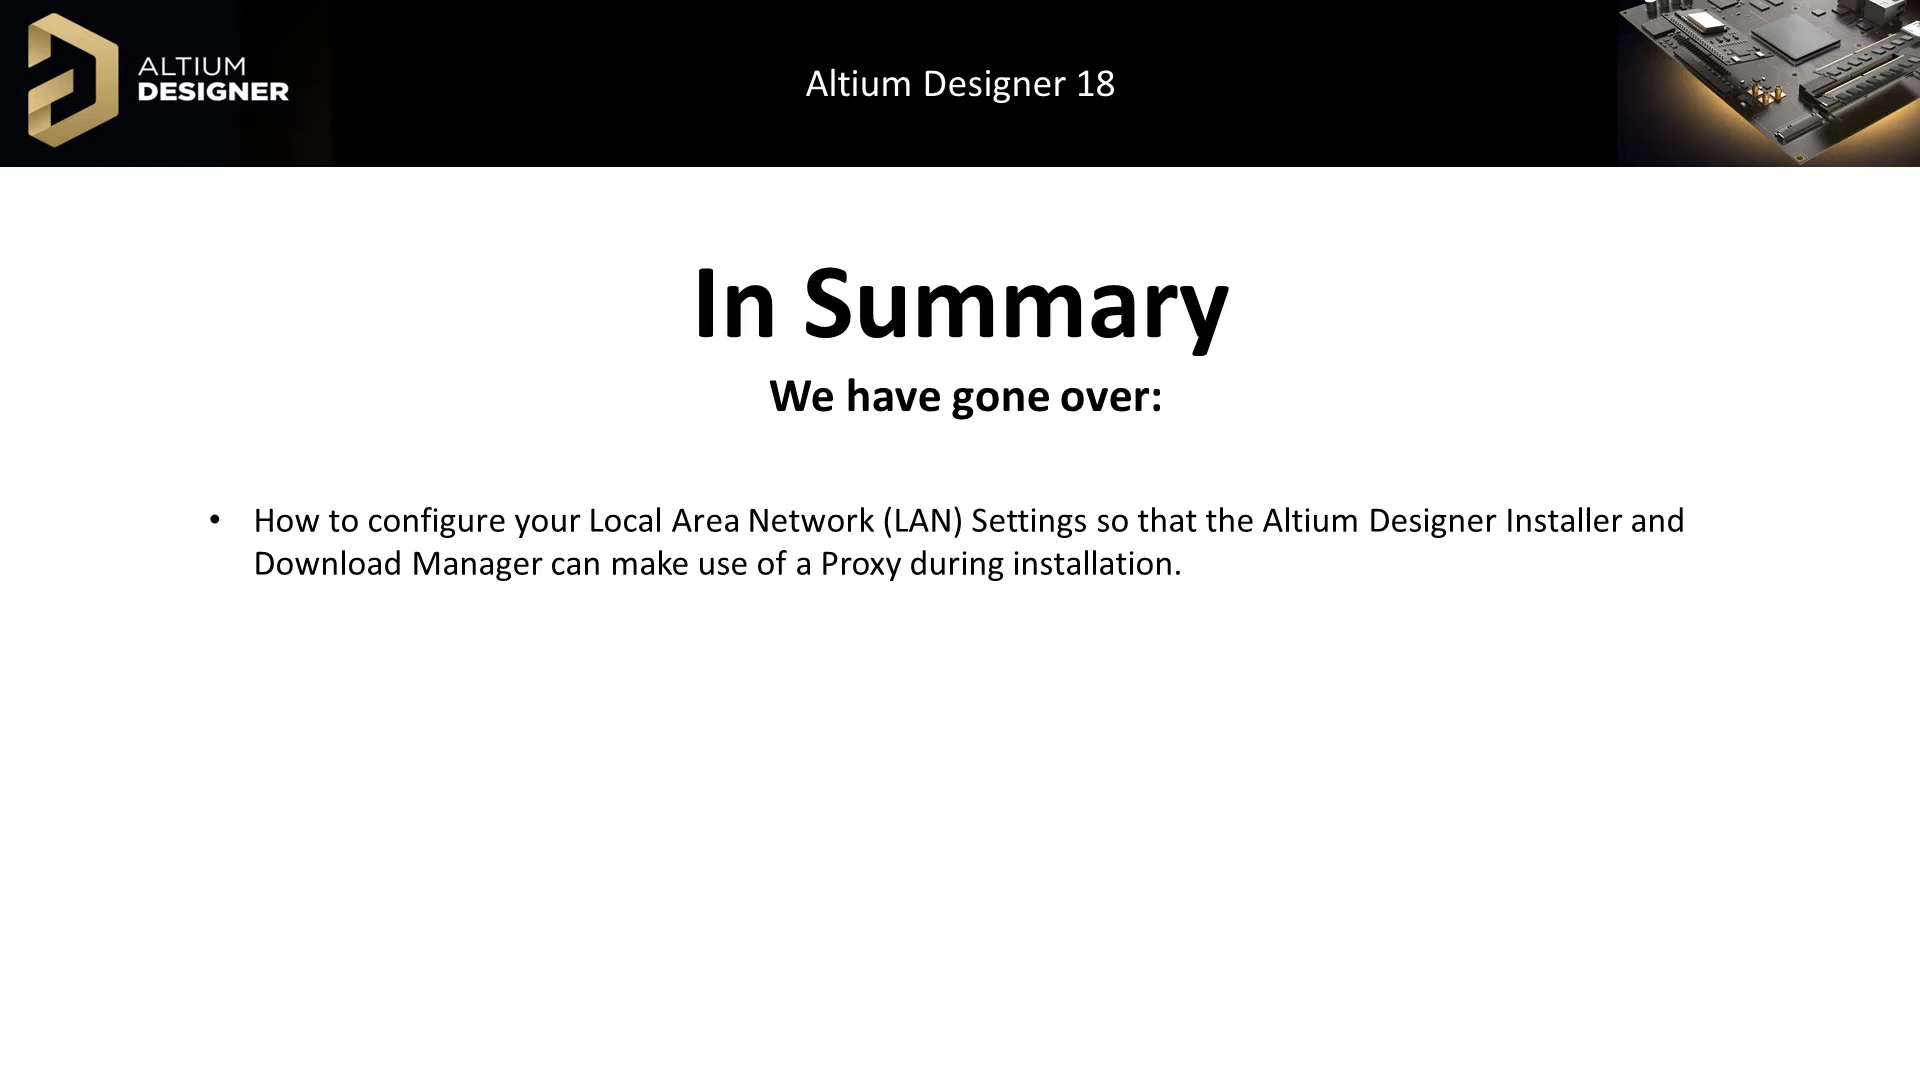 ALTIUM
DESIGNER
Altium Designer 18
In Summary
We have gone over:
• How to configure your Local Area Network (LAN) Settings so that the Altium Designer Installer and
Download Manager can make use of a Proxy during installation.